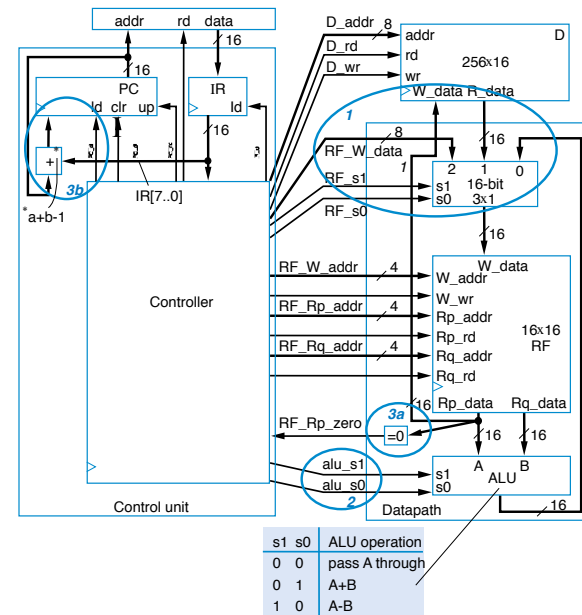 addr rd data
16
16
PC
ld clr up
IR
ld
16
+
*
3b
*a+b-1
IR[7..0]
Controller
Control unit
D_addr 8
D_rd
D_wr
D
addr
rd
wr
256x16
W_data R_data
1
8
RF_W_data
1
16
2 1 0
RF_s1
RF_s0
s1
s0
16-bit
3x1
16
RF_W_addr 4
RF_Rp_addr 4
RF_Rq_addr 4
W_data
W_addr
W_wr
Rp_addr
Rp_rd
Rq_addr
Rq_rd
16x16
RF
Rp_data Rq_data
16
3a
RF_Rp_zero
=0
16 16
A B
alu_s1
alu_s0
2
s1
s0
ALU
16
Datapath
s1 s0 ALU operation
0 0 pass A through
0 1 A+B
1 0 A-B